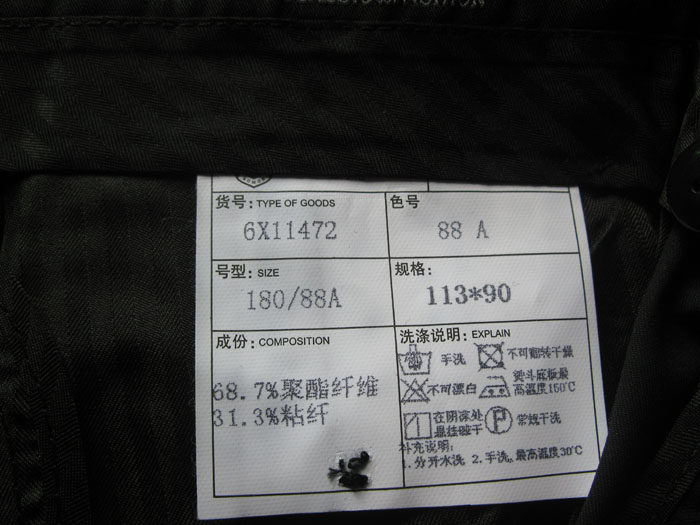 货号: TYPE OF GOODS
色号
6X11472
88 A
号型: SIZE
规格:
180/88A
113*90
成份: COMPOSITION
洗涤说明: EXPLAIN
68.7%聚酯纤维
31.3%粘纤
手洗
不可翻转干燥
不可漂白
熨斗底板最
高温度150℃
在阴凉处
悬挂晾干
P
常规干洗
补充说明:
1.分开水洗 2.手洗,最高温度30℃